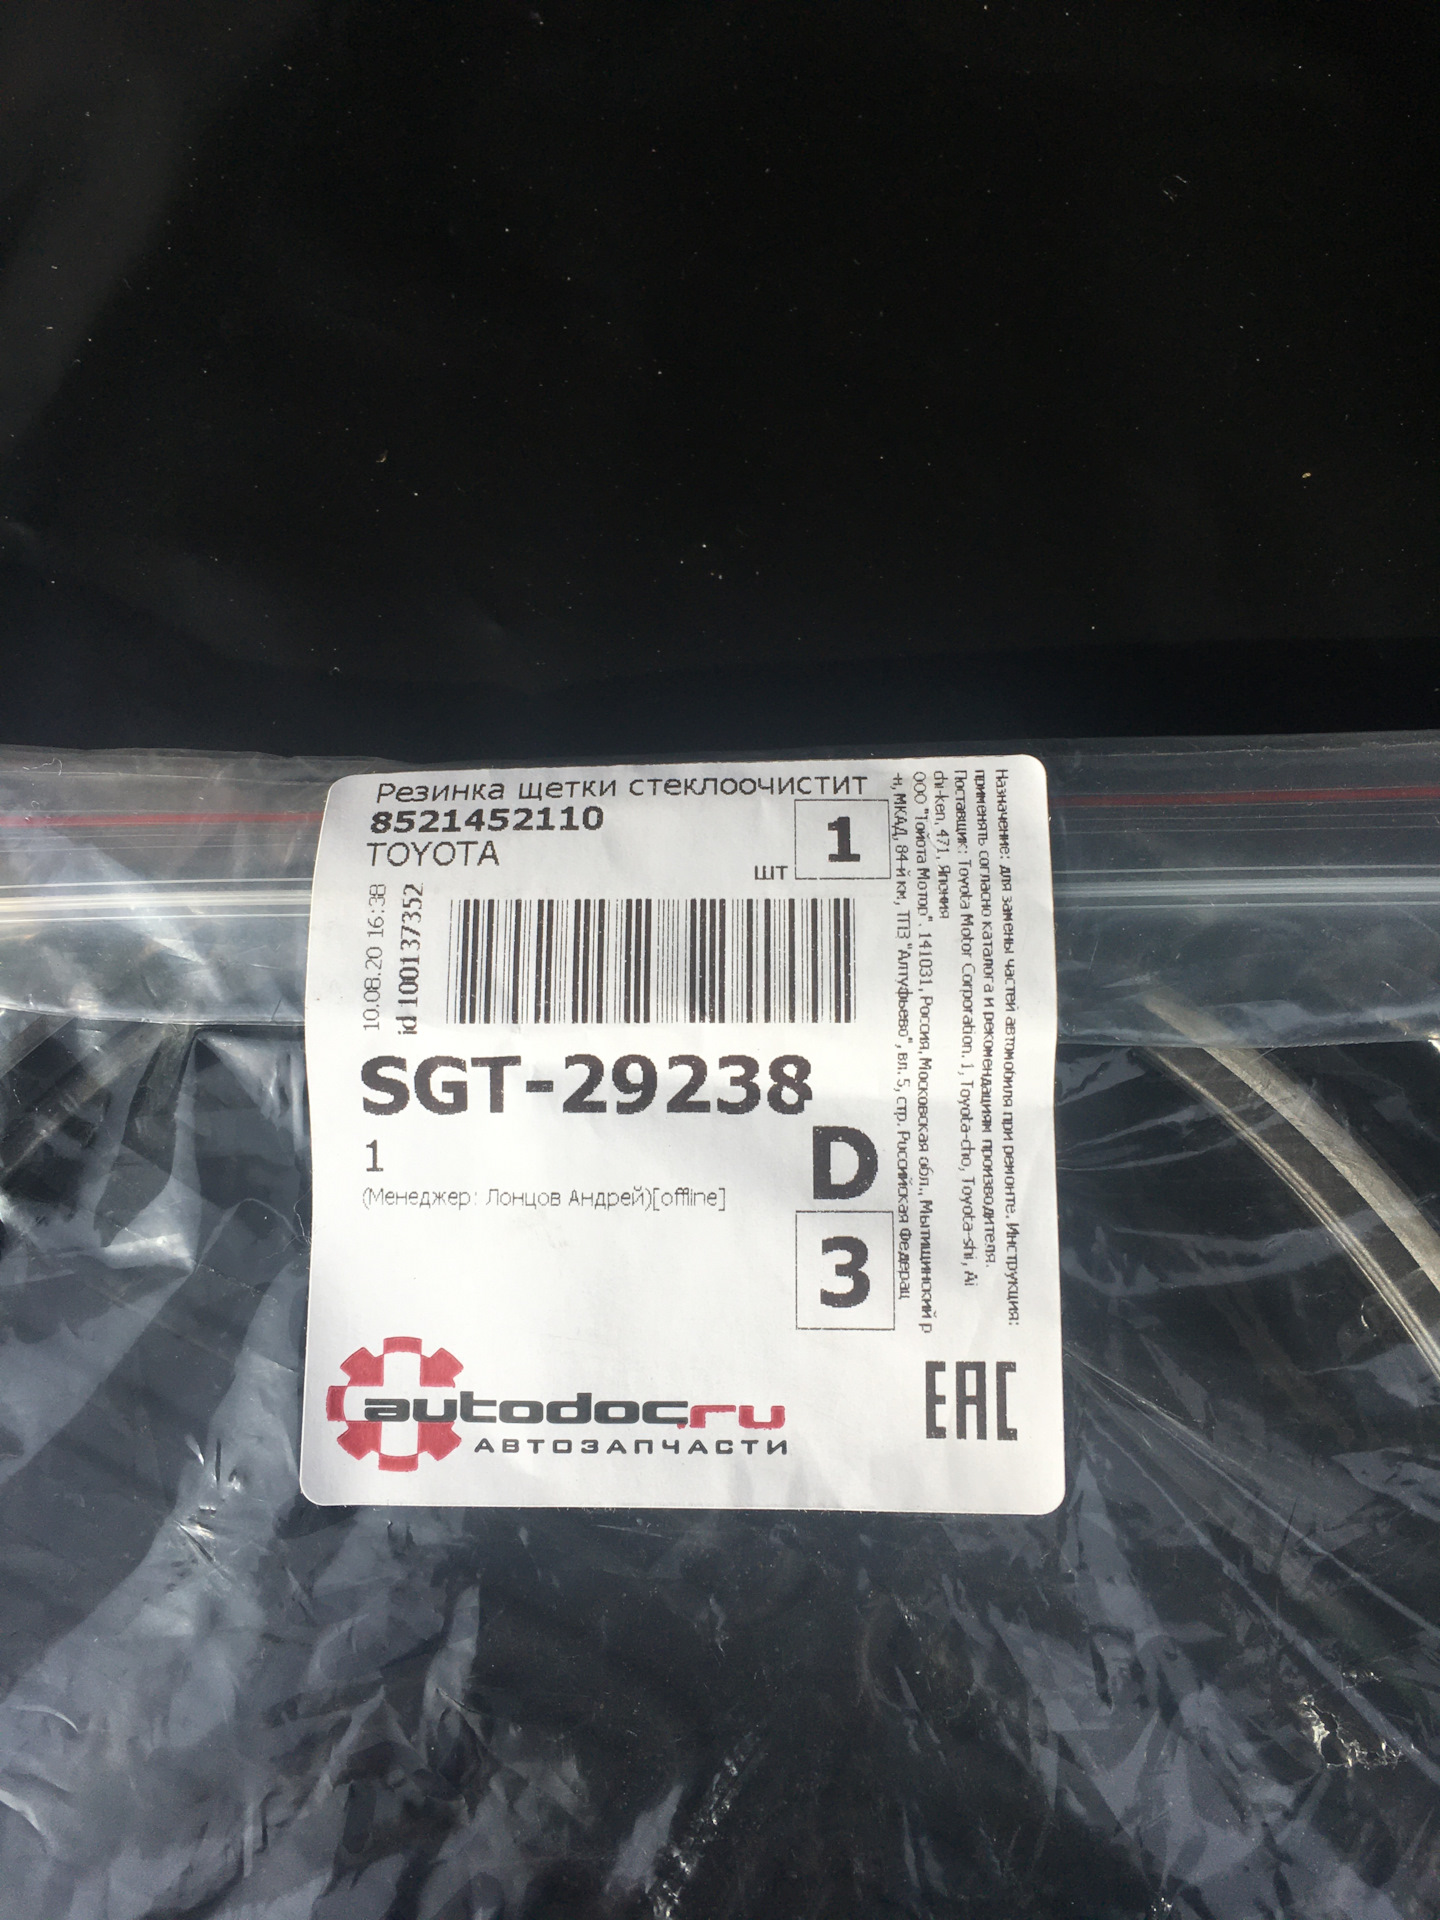 Резинка щетки стеклоочистит
8521452110
TOYOTA
шт
1
10.08.20 16:38
id 100137352
SGT-29238
1
D
(Менеджер: Лонцов Андрей)[offline]
3
autodoc.ru
АВТОЗАПЧАСТИ
Назначение: для замены частей автомобиля при ремонте. Инструкция:
применять согласно каталога и рекомендациям производителя.
Поставщик: Toyota Motor Corporation. 1, Toyota-cho, Toyota-shi, Ai
chi-ken, 471, Япония
ООО "Тойота Мотор". 141031, Россия, Московская обл., Мытищинский р
-н, МКАД, 84-й км, ТПЗ "Алтуфьево", вл. 5, стр. Российская Федерац
EAC